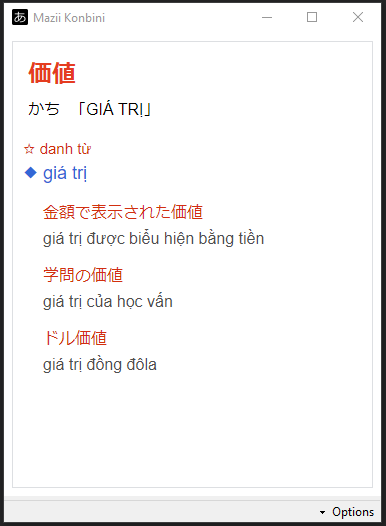 あ Mazii Konbini
価値
かち 「GIÁ TRỊ」
☆ danh từ
◆ giá trị
金額で表示された価値
giá trị được biểu hiện bằng tiền
学問の価値
giá trị của học vấn
ドル価値
giá trị đồng đôla
Options